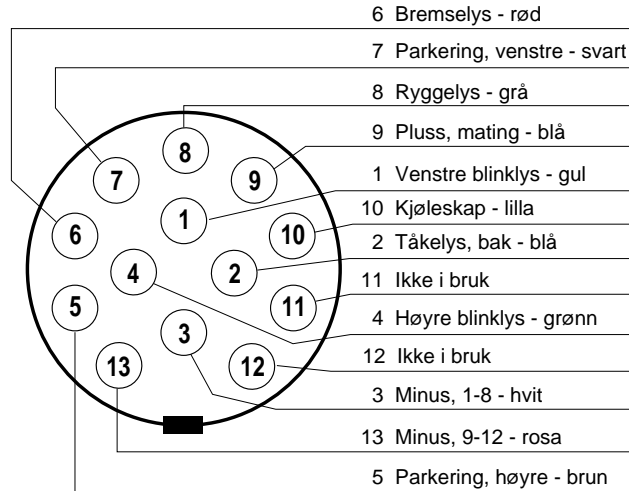 6 Bremselys - rød
7 Parkering, venstre - svart
8 Ryggelys - grå
9 Pluss, mating - blå
1 Venstre blinklys - gul
10 Kjøleskap - lilla
2 Tåkelys, bak - blå
11 Ikke i bruk
4 Høyre blinklys - grønn
12 Ikke i bruk
3 Minus, 1-8 - hvit
13 Minus, 9-12 - rosa
5 Parkering, høyre - brun
8
7
9
1
6
10
4
2
5
11
3
13
12